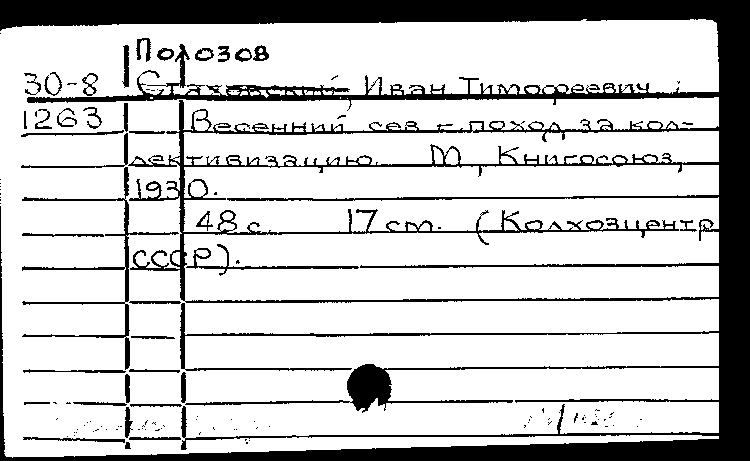 Полозов
30-8 Стаховский, Иван Тимофеевич.
1263 Весенний сев - поход за кол-
лективизацию. М., Книгосоюз,
1930.
48 с. 17 см. (Колхозцентр
СССР).